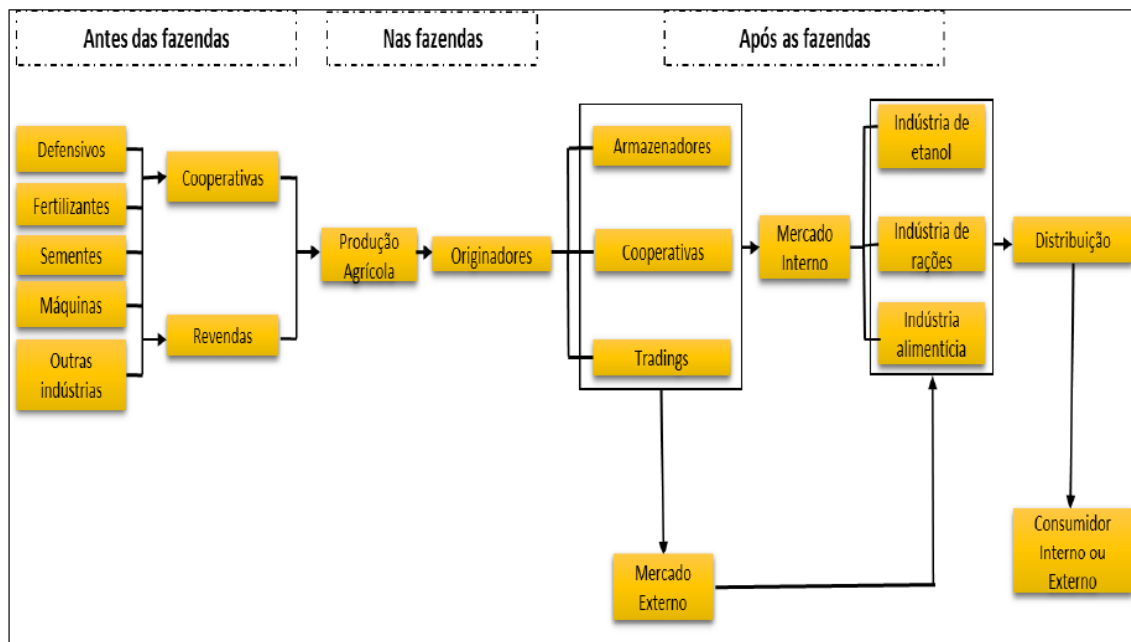 Antes das fazendas
Nas fazendas
Após as fazendas
Defensivos
Fertilizantes
Sementes
Máquinas
Outras
indústrias
Cooperativas
Revendas
Produção
Agrícola
Originadores
Armazenadores
Cooperativas
Tradings
Mercado
Interno
Mercado
Externo
Indústria de
etanol
Indústria de
rações
Indústria
alimentícia
Distribuição
Consumidor
Interno ou
Externo